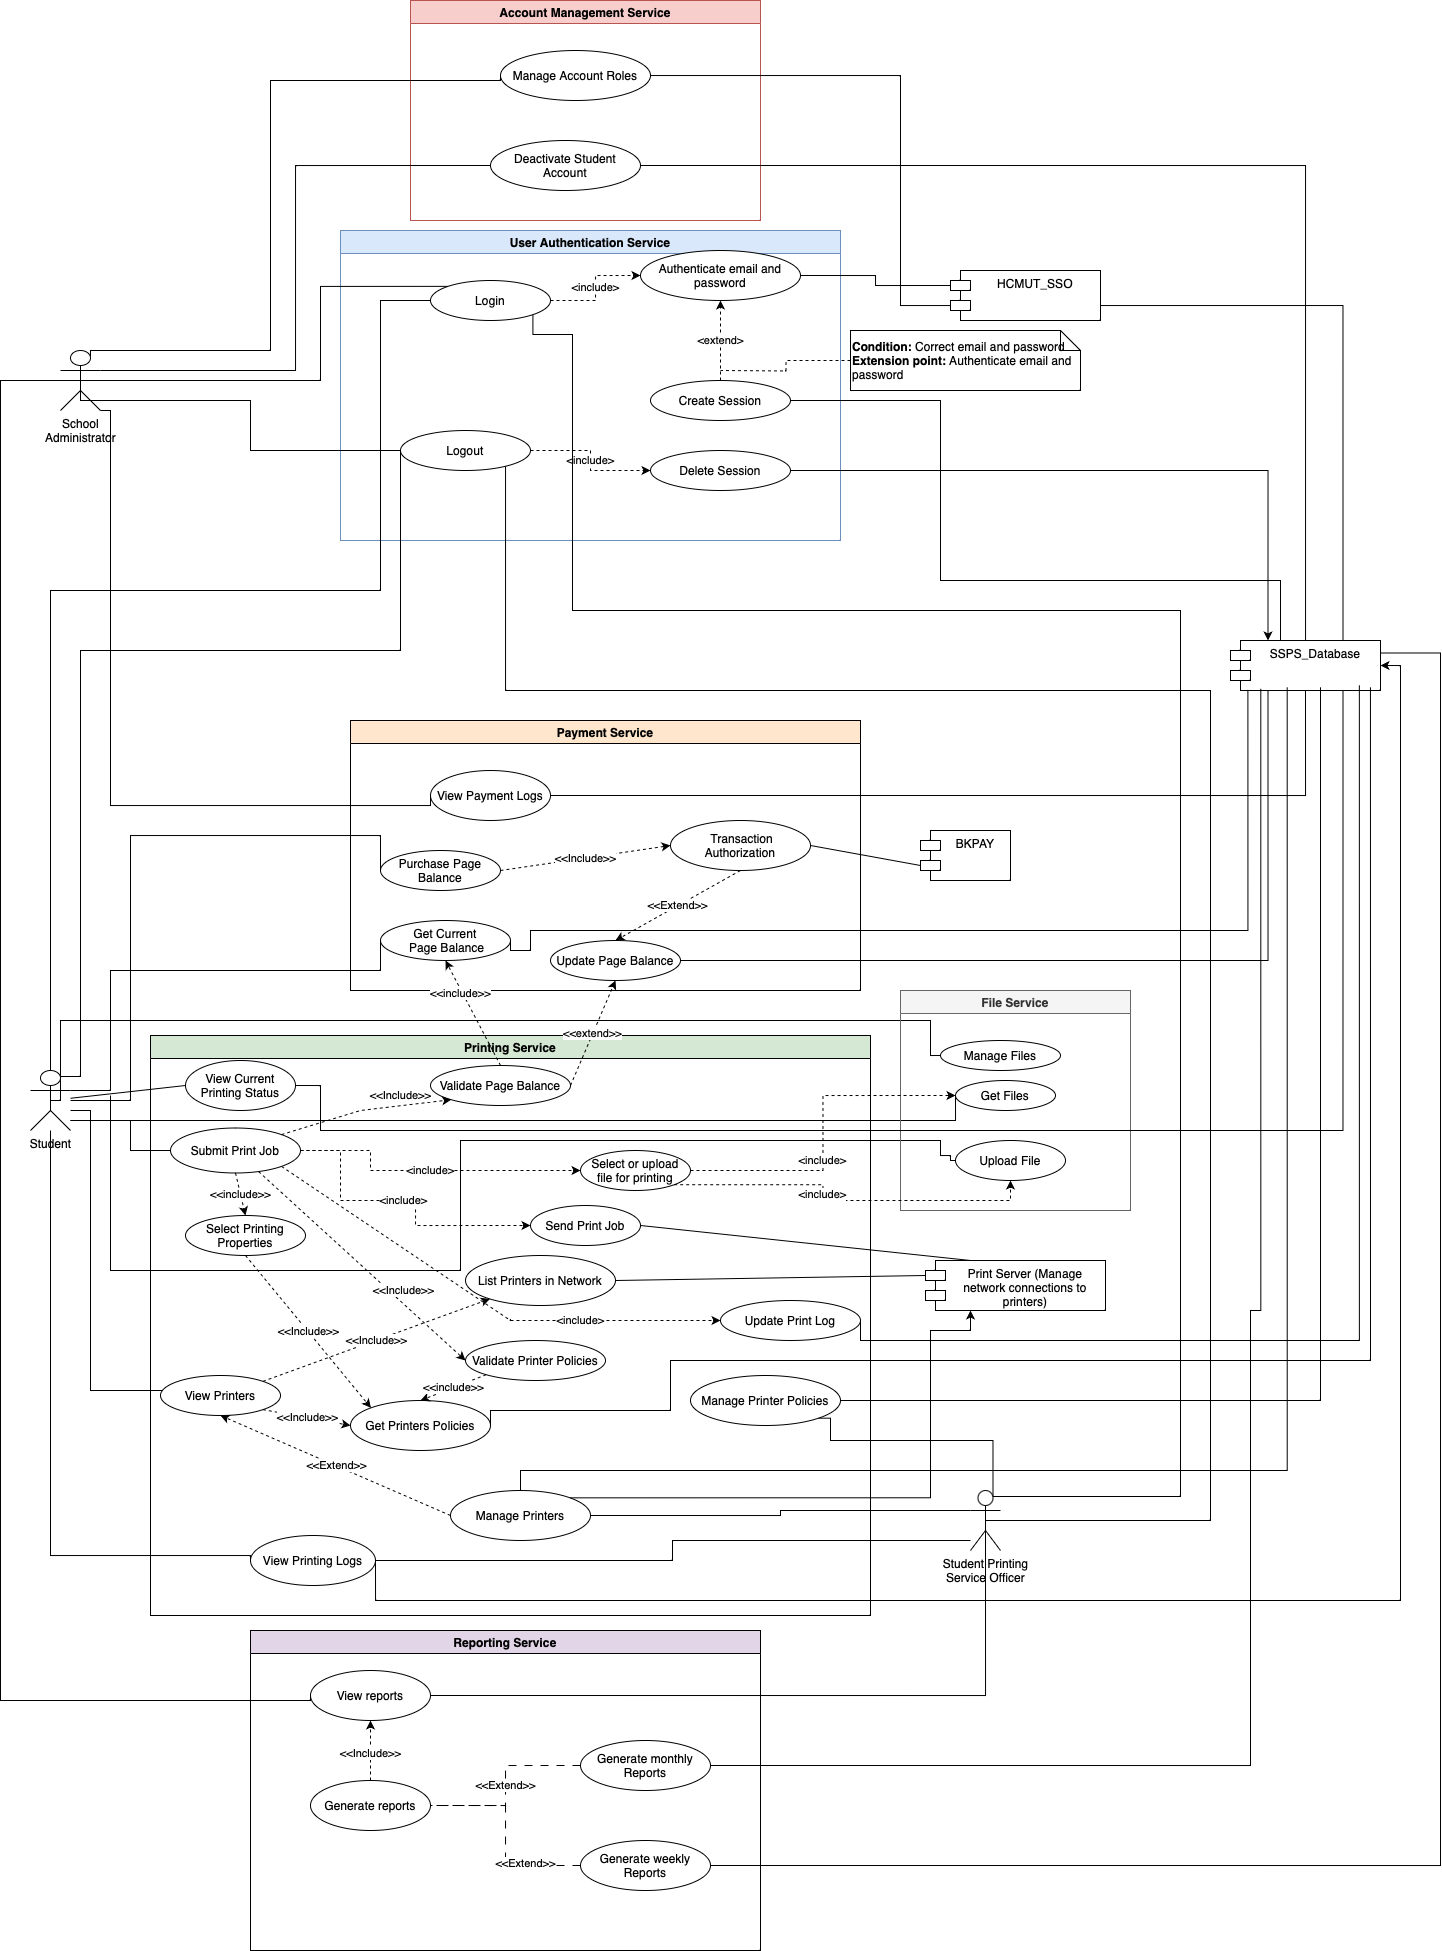 Account Management Service
Manage Account Roles
Deactivate Student
Account
User Authentication Service
Authenticate email and
password
Login
<include>
HCMUT_SSO
<extend>
Condition: Correct email and password
Extension point: Authenticate email and
password
Create Session
School
Administrator
Logout
<include>
Delete Session
SSPS_Database
Payment Service
View Payment Logs
Transaction
Authorization
BKPAY
Purchase Page
Balance
<<Include>>
<<Extend>>
Get Current
Page Balance
Update Page Balance
<<include>>
File Service
<<extend>>
Printing Service
Manage Files
View Current
Printing Status
Validate Page Balance
<<Include>>
Get Files
Student
Submit Print Job
Select or upload
file for printing
<include>
<include>
Upload File
<<include>>
<include>
<include>
Select Printing
Properties
Send Print Job
List Printers in Network
Print Server (Manage
network connections to
printers)
<<Include>>
<<Include>>
<include>
Update Print Log
<<Include>>
Validate Printer Policies
<<include>>
View Printers
Manage Printer Policies
<<Include>>
Get Printers Policies
<<Extend>>
Manage Printers
View Printing Logs
Student Printing
Service Officer
Reporting Service
View reports
<<Include>>
Generate monthly
Reports
<<Extend>>
Generate reports
<<Extend>>
Generate weekly
Reports